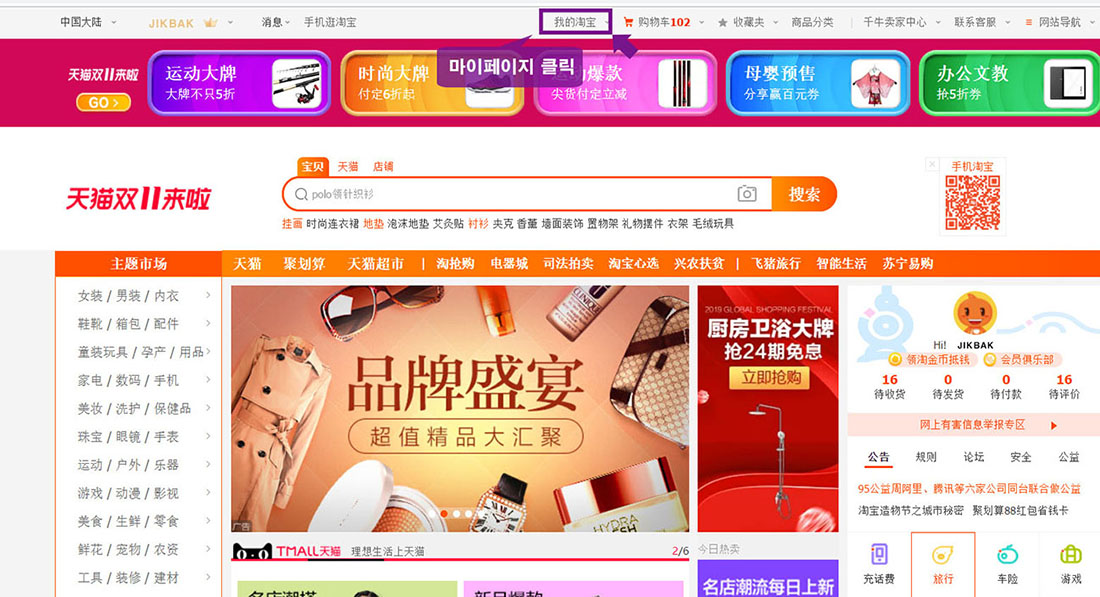 中国大陆 JIKBAK 消息 手机逛淘宝 我的淘宝 购物车102 收藏夹 商品分类 千牛卖家中心 联系客服 网站导航
마이페이지 클릭
天猫双11来啦
GO >
运动大牌
大牌不只5折
时尚大牌
付定6折起
爆款
尖货付定立减
母婴预售
分享赢百元券
办公文教
抢5折券
宝贝 天猫 店铺
手机淘宝
天猫双11来啦
polo领针织衫
搜索
挂画 时尚连衣裙 地垫 泡沫地垫 艾灸贴 衬衫 夹克 香薰 墙面装饰 置物架 礼物摆件 衣架 毛绒玩具
主题市场
天猫 聚划算 天猫超市 | 淘抢购 电器城 司法拍卖 淘宝心选 兴农扶贫 | 飞猪旅行 智能生活 苏宁易购
女装 / 男装 / 内衣
鞋靴 / 箱包 / 配件
童装玩具 / 孕产 / 用品
家电 / 数码 / 手机
美妆 / 洗护 / 保健品
珠宝 / 眼镜 / 手表
运动 / 户外 / 乐器
游戏 / 动漫 / 影视
美食 / 生鲜 / 零食
鲜花 / 宠物 / 农资
工具 / 装修 / 建材
CLINIQUE
品牌盛宴
超值精品大汇聚
HYDRA
广告
2019 GLOBAL SHOPPING FESTIVAL
厨房卫浴大牌
抢24期免息
立即抢购
Hi! JIKBAK
领淘金币抵钱 会员俱乐部
16 0 0 16
待收货 待发货 待付款 待评价
网上有害信息举报专区
公告 规则 论坛 安全 公益
95公益周阿里、腾讯等六家公司同台联合做公益
淘宝造物节之城市秘密 聚划算88红包省钱卡
充话费 旅行 车险 游戏
TMALL天猫 理想生活上天猫 2/6
今日热卖
名店潮搭
新品爆款
名店潮流每日上新